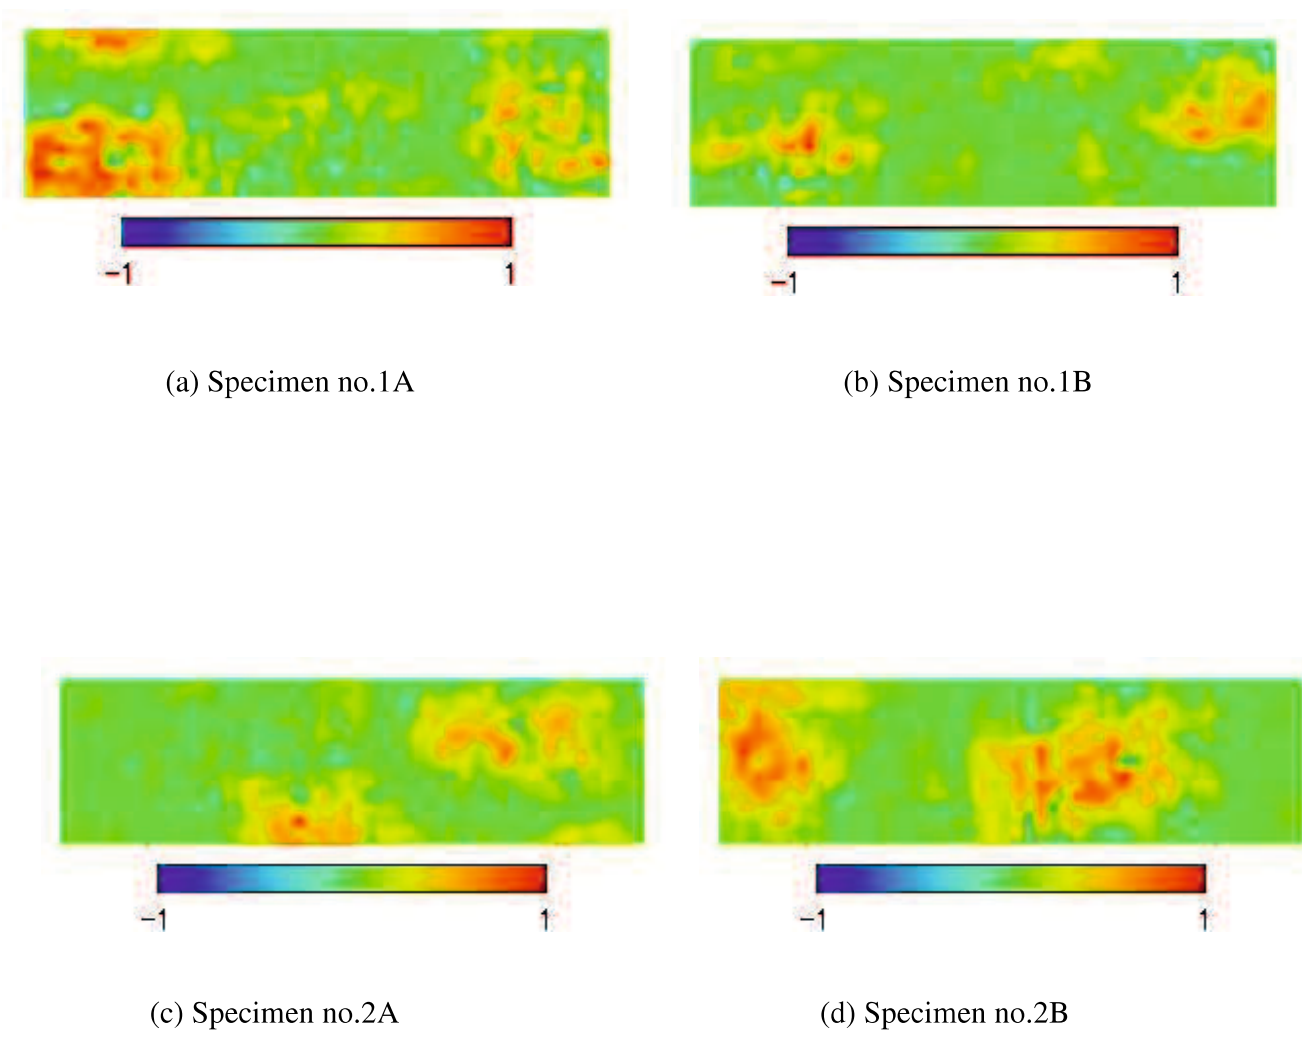 −1 1
−1 1
(a) Specimen no.1A
(b) Specimen no.1B
−1 1
−1 1
(c) Specimen no.2A
(d) Specimen no.2B